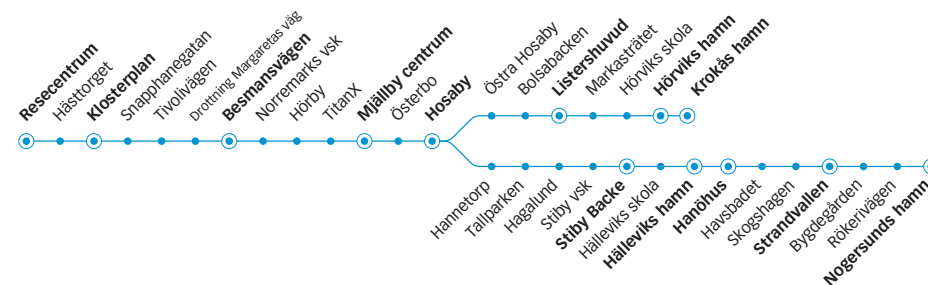 Resecentrum
Hästtorget
Klosterplan
Snapphanegatan
Tivolivägen
Drottning Margaretas väg
Besmansvägen
Norremarks vsk
Hörby
TitanX
Mjällby centrum
Österbo
Hosaby
Östra Hosaby
Bolsabacken
Listershuvud
Markasträtet
Hörviks skola
Hörviks hamn
Krokås hamn
Hannetorp
Tallparken
Hagalund
Stiby vsk
Stiby Backe
Hälleviks skola
Hälleviks hamn
Hanöhus
Havsbadet
Skogshagen
Strandvallen
Bygdegården
Rökerivägen
Nogersunds hamn